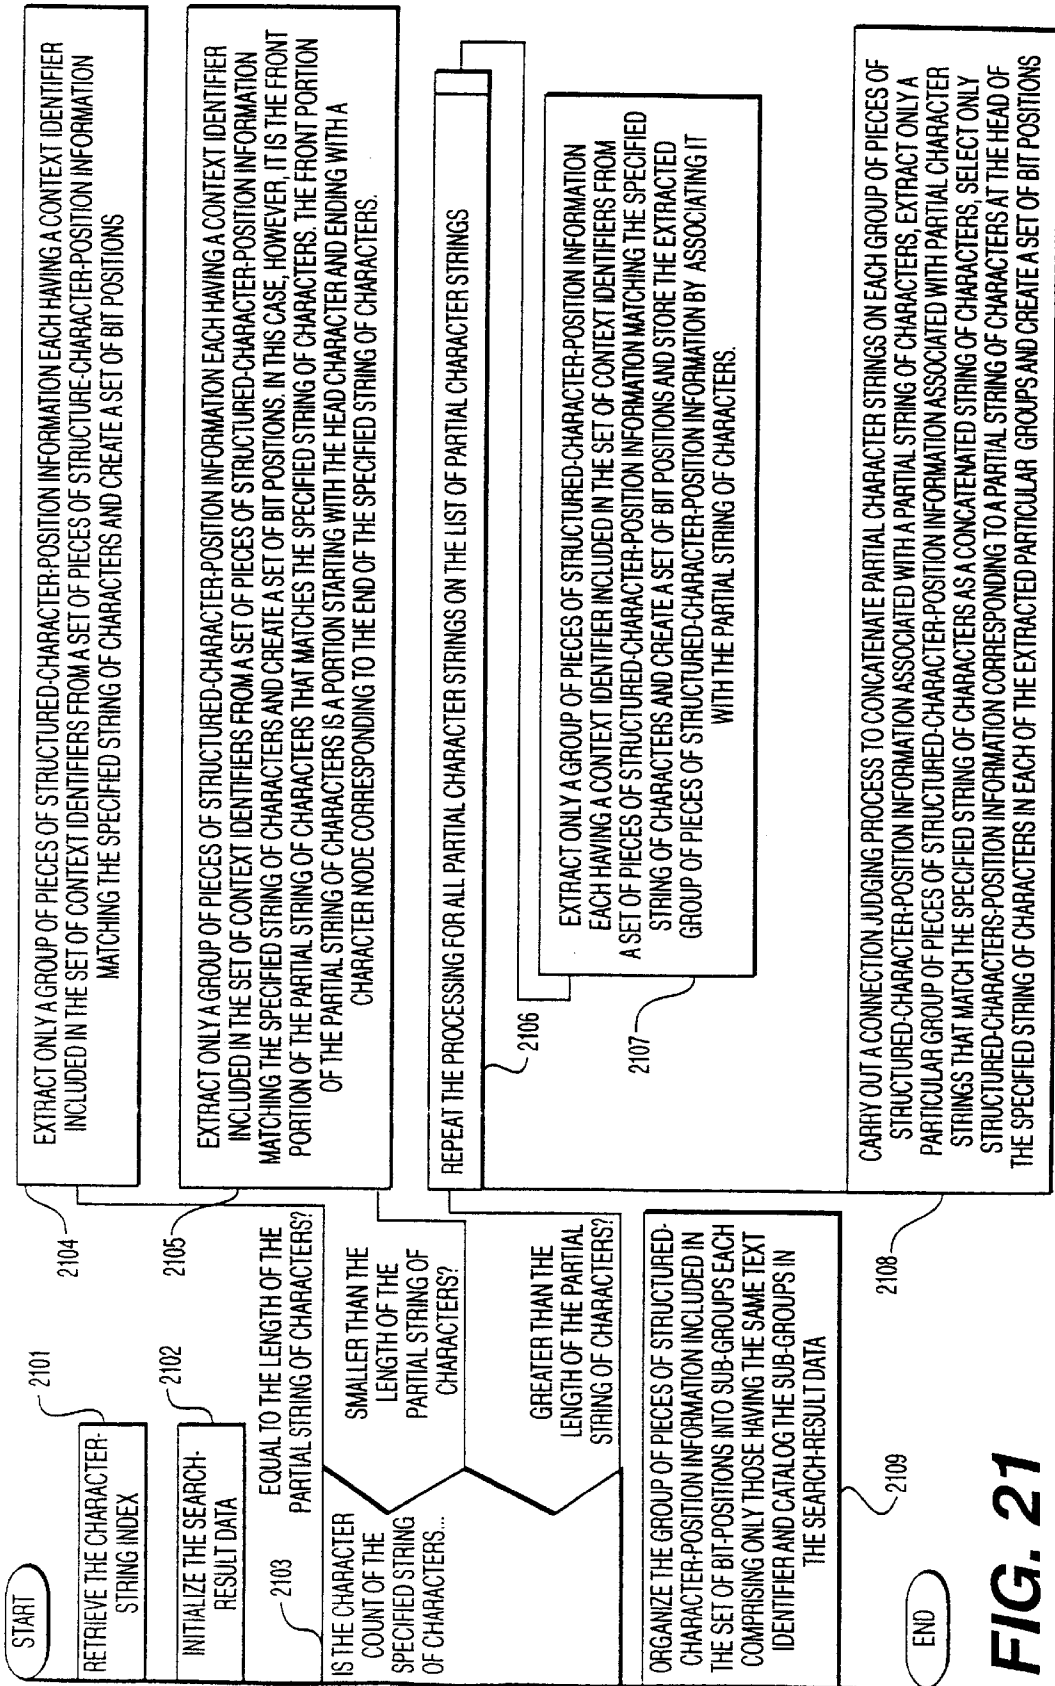 START
2101
RETRIEVE THE CHARACTER-
STRING INDEX
2102
INITIALIZE THE SEARCH-
RESULT DATA
2103
IS THE CHARACTER
COUNT OF THE
SPECIFIED STRING
OF CHARACTERS...
EQUAL TO THE LENGTH OF THE
PARTIAL STRING OF CHARACTERS?
2104
EXTRACT ONLY A GROUP OF PIECES OF STRUCTURED-CHARACTER-POSITION INFORMATION EACH HAVING A CONTEXT IDENTIFIER
INCLUDED IN THE SET OF CONTEXT IDENTIFIERS FROM A SET OF PIECES OF STRUCTURE-CHARACTER-POSITION INFORMATION
MATCHING THE SPECIFIED STRING OF CHARACTERS AND CREATE A SET OF BIT POSITIONS
SMALLER THAN THE
LENGTH OF THE
PARTIAL STRING OF
CHARACTERS?
2105
EXTRACT ONLY A GROUP OF PIECES OF STRUCTURED-CHARACTER-POSITION INFORMATION EACH HAVING A CONTEXT IDENTIFIER
INCLUDED IN THE SET OF CONTEXT IDENTIFIERS FROM A SET OF PIECES OF STRUCTURED-CHARACTER-POSITION INFORMATION
MATCHING THE SPECIFIED STRING OF CHARACTERS AND CREATE A SET OF BIT POSITIONS. IN THIS CASE, HOWEVER, IT IS THE FRONT
PORTION OF THE PARTIAL STRING OF CHARACTERS THAT MATCHES THE SPECIFIED STRING OF CHARACTERS. THE FRONT PORTION
OF THE PARTIAL STRING OF CHARACTERS IS A PORTION STARTING WITH THE HEAD CHARACTER AND ENDING WITH A
CHARACTER NODE CORRESPONDING TO THE END OF THE SPECIFIED STRING OF CHARACTERS.
GREATER THAN THE
LENGTH OF THE PARTIAL
STRING OF CHARACTERS?
REPEAT THE PROCESSING FOR ALL PARTIAL CHARACTER STRINGS ON THE LIST OF PARTIAL CHARACTER STRINGS
2106
EXTRACT ONLY A GROUP OF PIECES OF STRUCTURED-CHARACTER-POSITION INFORMATION
EACH HAVING A CONTEXT IDENTIFIER INCLUDED IN THE SET OF CONTEXT IDENTIFIERS FROM
A SET OF PIECES OF STRUCTURED-CHARACTER-POSITION INFORMATION MATCHING THE SPECIFIED
STRING OF CHARACTERS AND CREATE A SET OF BIT POSITIONS AND STORE THE EXTRACTED
GROUP OF PIECES OF STRUCTURED-CHARACTER-POSITION INFORMATION BY ASSOCIATING IT
WITH THE PARTIAL STRING OF CHARACTERS.
2107
CARRY OUT A CONNECTION JUDGING PROCESS TO CONCATENATE PARTIAL CHARACTER STRINGS ON EACH GROUP OF PIECES OF
STRUCTURED-CHARACTER-POSITION INFORMATION ASSOCIATED WITH A PARTIAL STRING OF CHARACTERS, EXTRACT ONLY A
PARTICULAR GROUP OF PIECES OF STRUCTURED-CHARACTER-POSITION INFORMATION ASSOCIATED WITH PARTIAL CHARACTER
STRINGS THAT MATCH THE SPECIFIED STRING OF CHARACTERS AS A CONCATENATED STRING OF CHARACTERS, SELECT ONLY
STRUCTURED-CHARACTERS-POSITION INFORMATION CORRESPONDING TO A PARTIAL STRING OF CHARACTERS AT THE HEAD OF
THE SPECIFIED STRING OF CHARACTERS IN EACH OF THE EXTRACTED PARTICULAR GROUPS AND CREATE A SET OF BIT POSITIONS
2108
ORGANIZE THE GROUP OF PIECES OF STRUCTURED-
CHARACTER-POSITION INFORMATION INCLUDED IN
THE SET OF BIT-POSITIONS INTO SUB-GROUPS EACH
COMPRISING ONLY THOSE HAVING THE SAME TEXT
IDENTIFIER AND CATALOG THE SUB-GROUPS IN
THE SEARCH-RESULT DATA
2109
END
FIG. 21